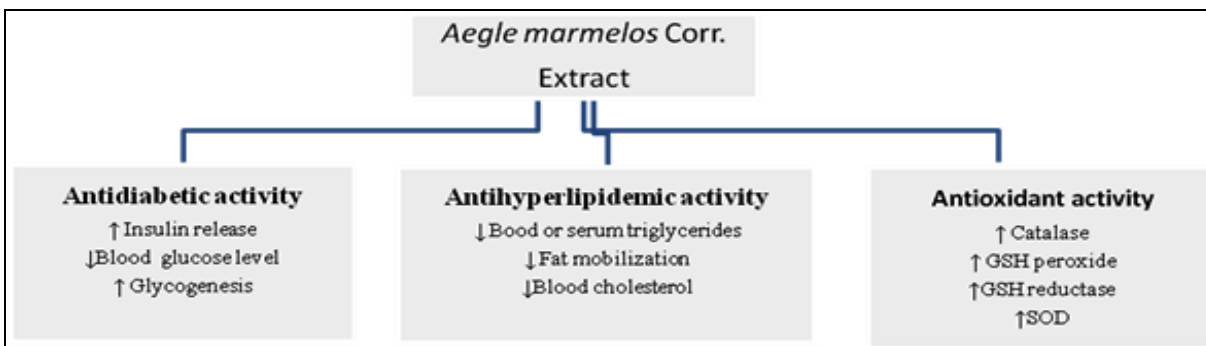 Aegle marmelos Corr.
Extract
Antidiabetic activity
↑ Insulin release
↓Blood glucose level
↑ Glycogenesis
Antihyperlipidemic activity
↓ Bood or serum triglycerides
↓ Fat mobilization
↓Blood cholesterol
Antioxidant activity
↑ Catalase
↑ GSH peroxide
↑GSH reductase
↑SOD